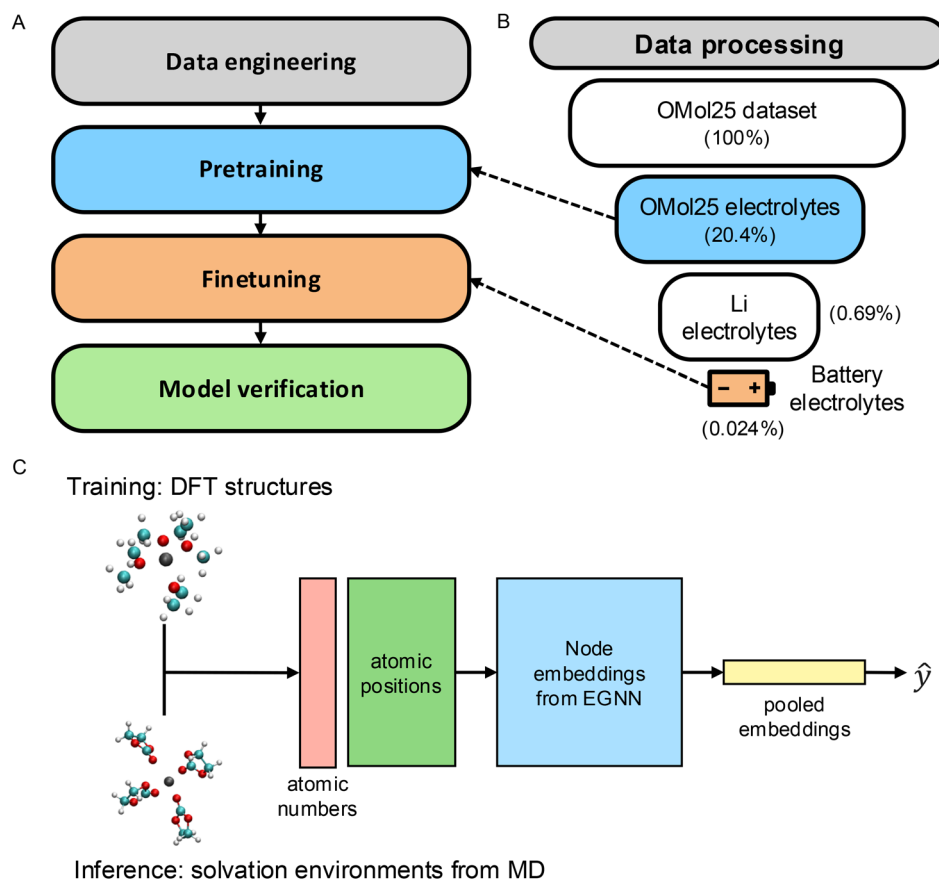 A
Data engineering
Pretraining
Finetuning
Model verification
B
Data processing
OMol25 dataset
(100%)
OMol25 electrolytes
(20.4%)
Li
electrolytes
(0.69%)
− +
Battery
electrolytes
(0.024%)
C
Training: DFT structures
atomic
numbers
atomic
positions
Node
embeddings
from EGNN
pooled
embeddings
ŷ
Inference: solvation environments from MD